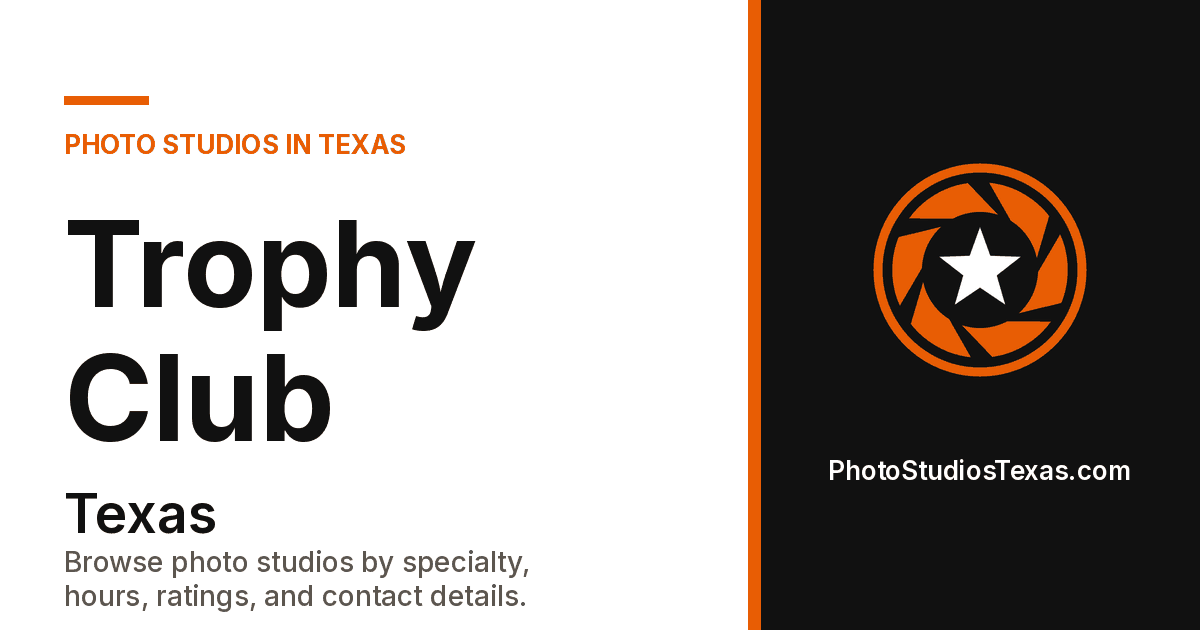 PHOTO STUDIOS IN TEXAS
Trophy
Club
Texas
Browse photo studios by specialty,
hours, ratings, and contact details.
PhotoStudiosTexas.com